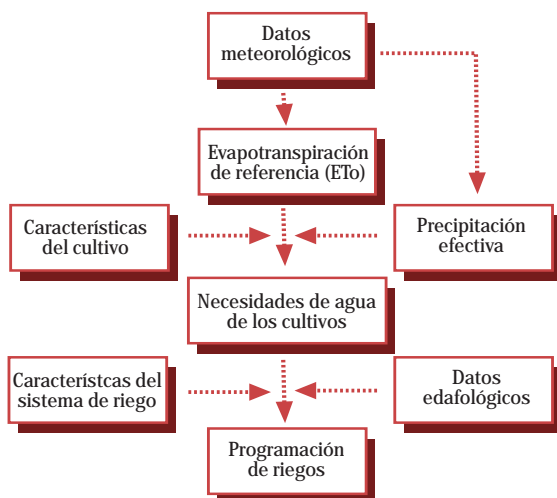 Datos
meteorológicos
Evapotranspiración
de referencia (ETo)
Características
del cultivo
Precipitación
efectiva
Necesidades de agua
de los cultivos
Característcas del
sistema de riego
Datos
edafológicos
Programación
de riegos